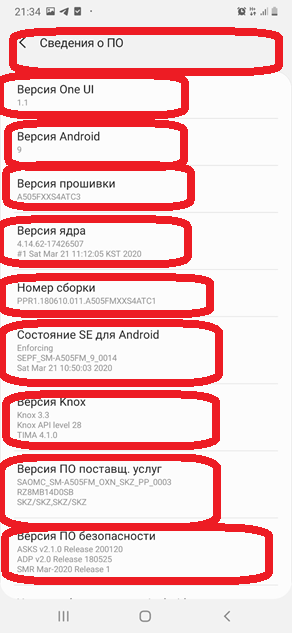 21:34
Сведения о ПО
Версия One UI
1.1
Версия Android
9
Версия прошивки
A505FXXS4ATC3
Версия ядра
4.14.62-17426507
#1 Sat Mar 21 11:12:05 KST 2020
Номер сборки
PPR1.180610.011.A505FMXXS4ATC1
Состояние SE для Android
Enforcing
SEPF_SM-A505FM_9_0014
Sat Mar 21 10:50:03 2020
Версия Knox
Knox 3.3
Knox API level 28
TIMA 4.1.0
Версия ПО поставщ. услуг
SAOMC_SM-A505FM_OXN_SKZ_PP_0003
RZ8MB14D0SB
SKZ/SKZ,SKZ/SKZ
Версия ПО безопасности
ASKS v2.1.0 Release 200120
ADP v2.0 Release 180525
SMR Mar-2020 Release 1